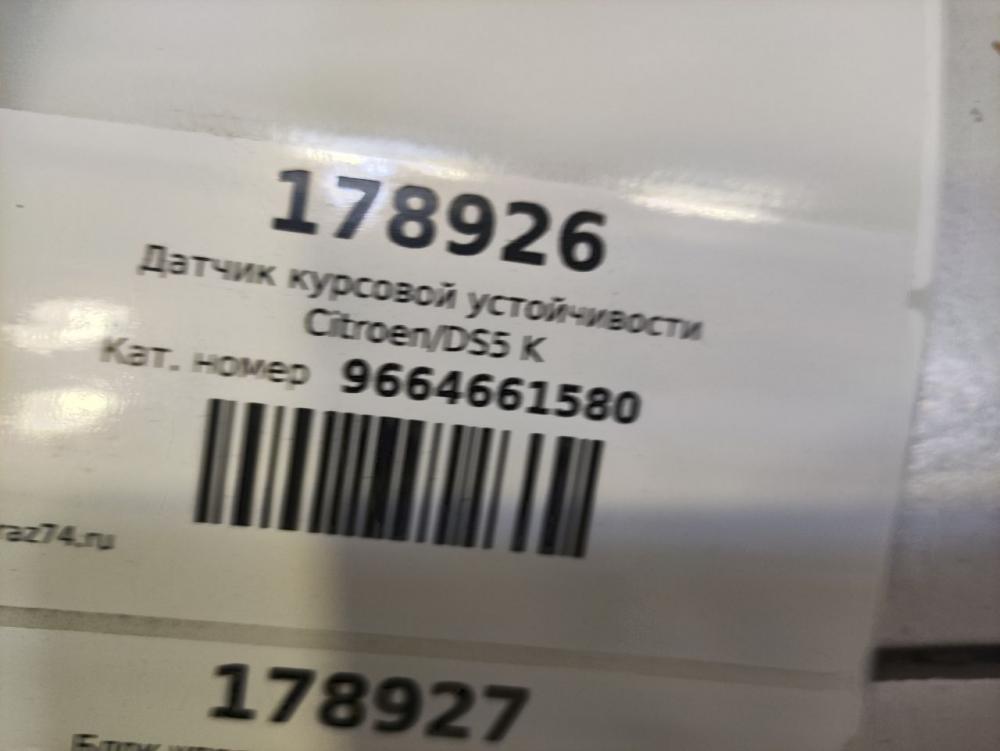 178926
Датчик курсовой устойчивости
Citroen/DS5 K
Кат. номер 9664661580
raz74.ru
178927